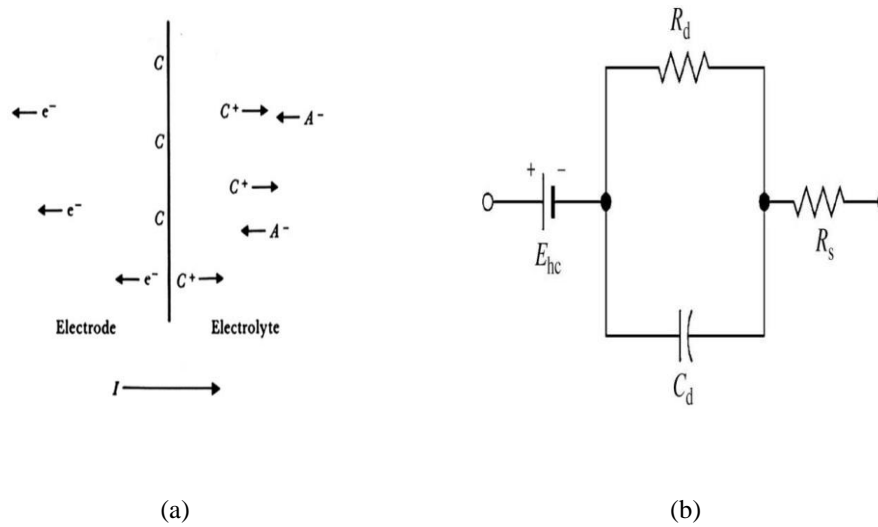 C
e⁻
C⁺
A⁻
C
C⁺
e⁻
C
A⁻
e⁻
C⁺
Electrode
Electrolyte
I
(a)
R_d
+
−
E_hc
R_s
C_d
(b)